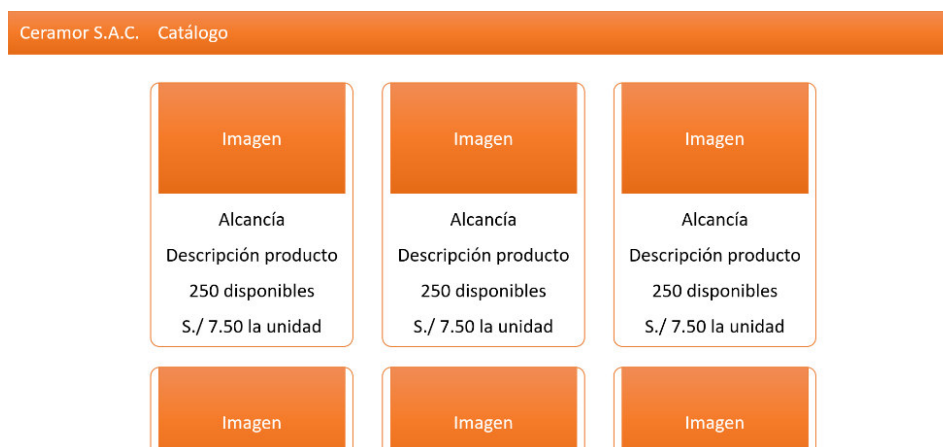 Ceramor S.A.C. Catálogo
Imagen Imagen Imagen
Alcancía Alcancía Alcancía
Descripción producto Descripción producto Descripción producto
250 disponibles 250 disponibles 250 disponibles
S./ 7.50 la unidad S./ 7.50 la unidad S./ 7.50 la unidad
Imagen Imagen Imagen